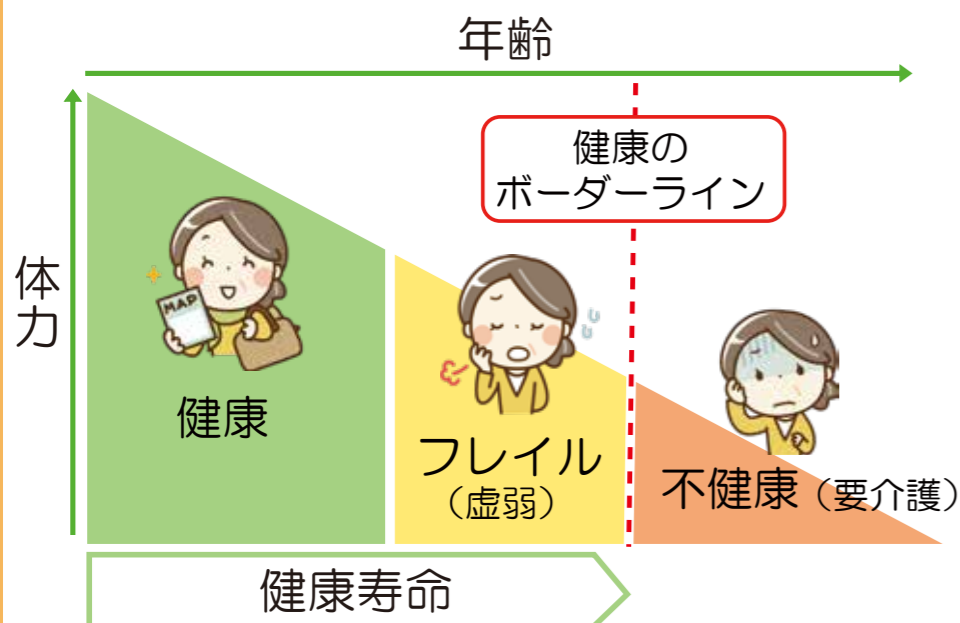 年齢
健康の
ボーダーライン
体力
MAP
健康
フレイル
（虚弱）
不健康（要介護）
健康寿命